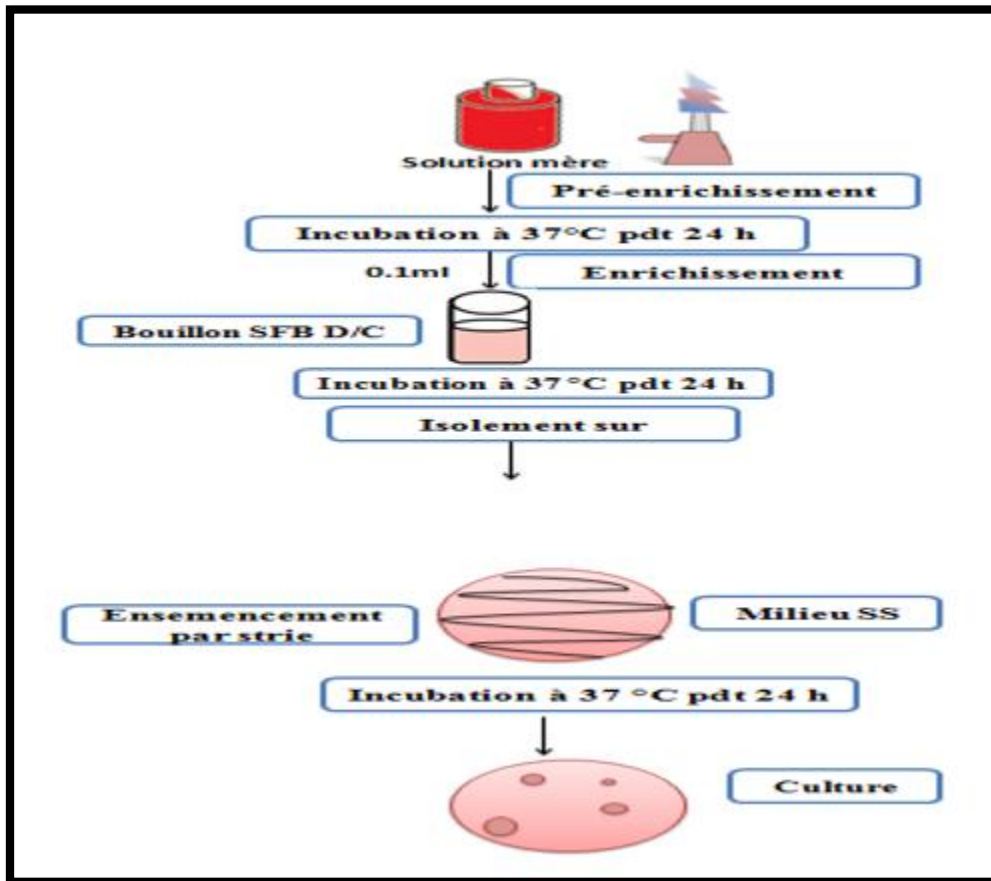 Solution mère
Pré-enrichissement
Incubation à 37°C pdt 24 h
0.1ml
Enrichissement
Bouillon SFB D/C
Incubation à 37 °C pdt 24 h
Isolement sur
Ensemencement
par strie
Milieu SS
Incubation à 37 °C pdt 24 h
Culture